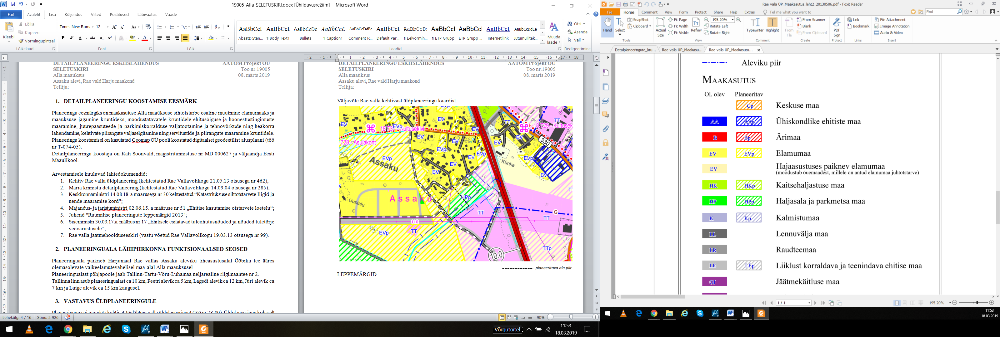 19005_Alla_SELETUSKIRI.docx [Ühilduvusrežiim] - Microsoft Word
Fail Avaleht Lisa Küljendus Viited Postitused Läbivaatus Vaade
Kleebi
Lõika
Kopeeri
Vormingupintsel
Lõikelaud
Times New Roma 12
Font
Lõik
AaBbCcI AaBbCcI AaBbCcDd AaBbCcL AaBbCcDdEe AaBbCcI AaBbCcDc AaBbCcI AaBbCcI AaBbCcI AaBbCcDdEe
Absatz-Stan... ¶ Body Text1 Bullets ¶ Caption1 Comment R... Default Par... ¶ Eelvormin... ¶ ETP Grupp ETP Grupp ... Internetilink Jutumullitek...
Laadid
Muuda laade
Otsi
Asenda
Vali
Redigeerimine
DETAILPLANEERINGU ESKIISLAHENDUS AATOM Projekt OÜ
SELETUSKIRI Töö nr.19005
Alla maaüksus 08. märts 2019
Assaku alevi, Rae vald Harju maakond
Tellija:
1. DETAILPLANEERINGU KOOSTAMISE EESMÄRK
Planeeringu eesmärgiks on maakasutuse Alla maaüksuse sihtotstarbe osaline muutmine elamumaaks ja
maaüksuse jagamine kruntideks, moodustatavatele kruntidele ehitusõiguse ja hoonestustingimuste
määramine, juurepääsuteede ja parkimiskorralduse väljatöötamine ja tehnovõrkude ning heakorra
lahendamine, kehtivate piirangute väljaselgitamine ning servituutide ja piirangute määramine kruntidele.
Planeeringu koostamisel on kasutatud Geomap OÜ poolt koostatud digitaalset geodeetilist alusplaani (töö
nr T-074-05).
Detailplaneeringu koostaja on Kati Soonvald, magistritunnistuse nr MD 000627 ja väljaandja Eesti
Maaülikool.
Arvestamisele kuuluvad lähtedokumendid:
1. Kehtiv Rae valla üldplaneering (kehtestatud Rae Vallavolikogu 21.05.13 otsusega nr 462);
2. Maria kinnistu detailplaneering (kehtestatud Rae Vallavolikogu 14.09.04 otsusega nr 285);
3. Keskkonnaministri 14.08.18. a määrusega nr 30 kehtestatud “Katastriüksuse sihtotstarvete liigid ja
nende määramise kord”;
4. Majandus- ja taristuministri 02.06.15. a määruse nr 51 „Ehitise kasutamise otstarvete loetelu“;
5. Juhend "Ruumilise planeeringute leppemärgid 2013";
6. Siseministri 30.03.17.a. määrus nr 17 „Ehitisele esitatavad tuleohutusnõuded ja nõuded tuletõrje
veevarustusele“;
7. Rae valla jäätmehoolduseeskiri (vastu võetud Rae Vallavolikogu 19.03.13 otsusega nr 99).
2. PLANEERINGUALA LÄHIPIIRKONNA FUNKTSIONAALSED SEOSED
Planeeringuala paikneb Harjumaal Rae vallas Assaku aleviku tiheasustusalal Ööbiku tee ääres
olemasolevate väikeelamutevahelisel maa-alal Alla maaüksusel.
Planeeringualast põhjapoole jääb Tallinn-Tartu-Võru-Luhamaa neljarealine riigimaantee nr 2.
Tallinna linn asub planeeringualast ca 10 km, Peetri alevik ca 5 km, Lagedi alevik ca 12 km, Jüri alevik ca
7 km ja Luige alevik ca 15 km kaugusel.
3. VASTAVUS ÜLDPLANEERINGULE
Planeeringuga ei muudeta kehtivat Jõelähtme valla üldplaneeringut (töö nr 78-00). Üldplaneeringu kohaselt
DETAILPLANEERINGU ESKIISLAHENDUS AATOM Projekt OÜ
SELETUSKIRI Töö nr.19005
Alla maaüksus 08. märts 2019
Assaku alevi, Rae vald Harju maakond
Tellija:
Väljavõte Rae valla kehtivast üldplaneeringu kaardist:
EV EVp EV EV TT TT
18 729 - Kultusek
728 - Asulakoht
330
EVp Assaku EV EVp EV EVp EV EV EVp EV
Künka
Uustalu Assaku HPp
TT TT G
110
EVp TT TTp
10.0
planeeritava ala piir
LEPPEMÄRGID
Lehekülg: 4 / 16 Sõnu: 2 926 90%
Võrgutoitel 11:53
18.03.2019
Rae valla ÜP_Maakasutus_leht2_20130506.pdf - Foxit Reader
File Home Comment View Form Protect Share Help Extras Tell me what you want to Find
Hand Select SnapShot Clipboard
Tools
Actual Size Fit Page Fit Width Fit Visible Reflow 195.20% Rotate Left Rotate Right
View
Typewriter Highlight
Comment
From File From Scanner Blank From Clipboard
Create
PDF Sign
Protect
Link Bookmark
Links
File Attachment Image Annotation Audio & Video
Insert
Detailplaneeringute_kru... Rae valla ÜP_Maakasu... Rae valla ÜP_Maakasutu...
Aleviku piir
MAAKASUTUS
Ol. olev Planeeritav
Cp Keskuse maa
AA AAp Ühiskondlike ehitiste maa
B Bp Ärimaa
EV EVp Elamumaa
EV Hajaasustuses paiknev elamumaa
(moodustub õuemaadest, millele on antud elamumaa juhtotstarve)
HK HKp Kaitsehaljastuse maa
HP HPp Haljasala ja parkmetsa maa
K Kp Kalmistumaa
LL Lennuvälja maa
LR Raudteemaa
LE LEp Liiklust korraldava ja teenindava ehitise maa
OJ Jäätmekäitluse maa
1 / 1 195.20%
11:53
18.03.2019